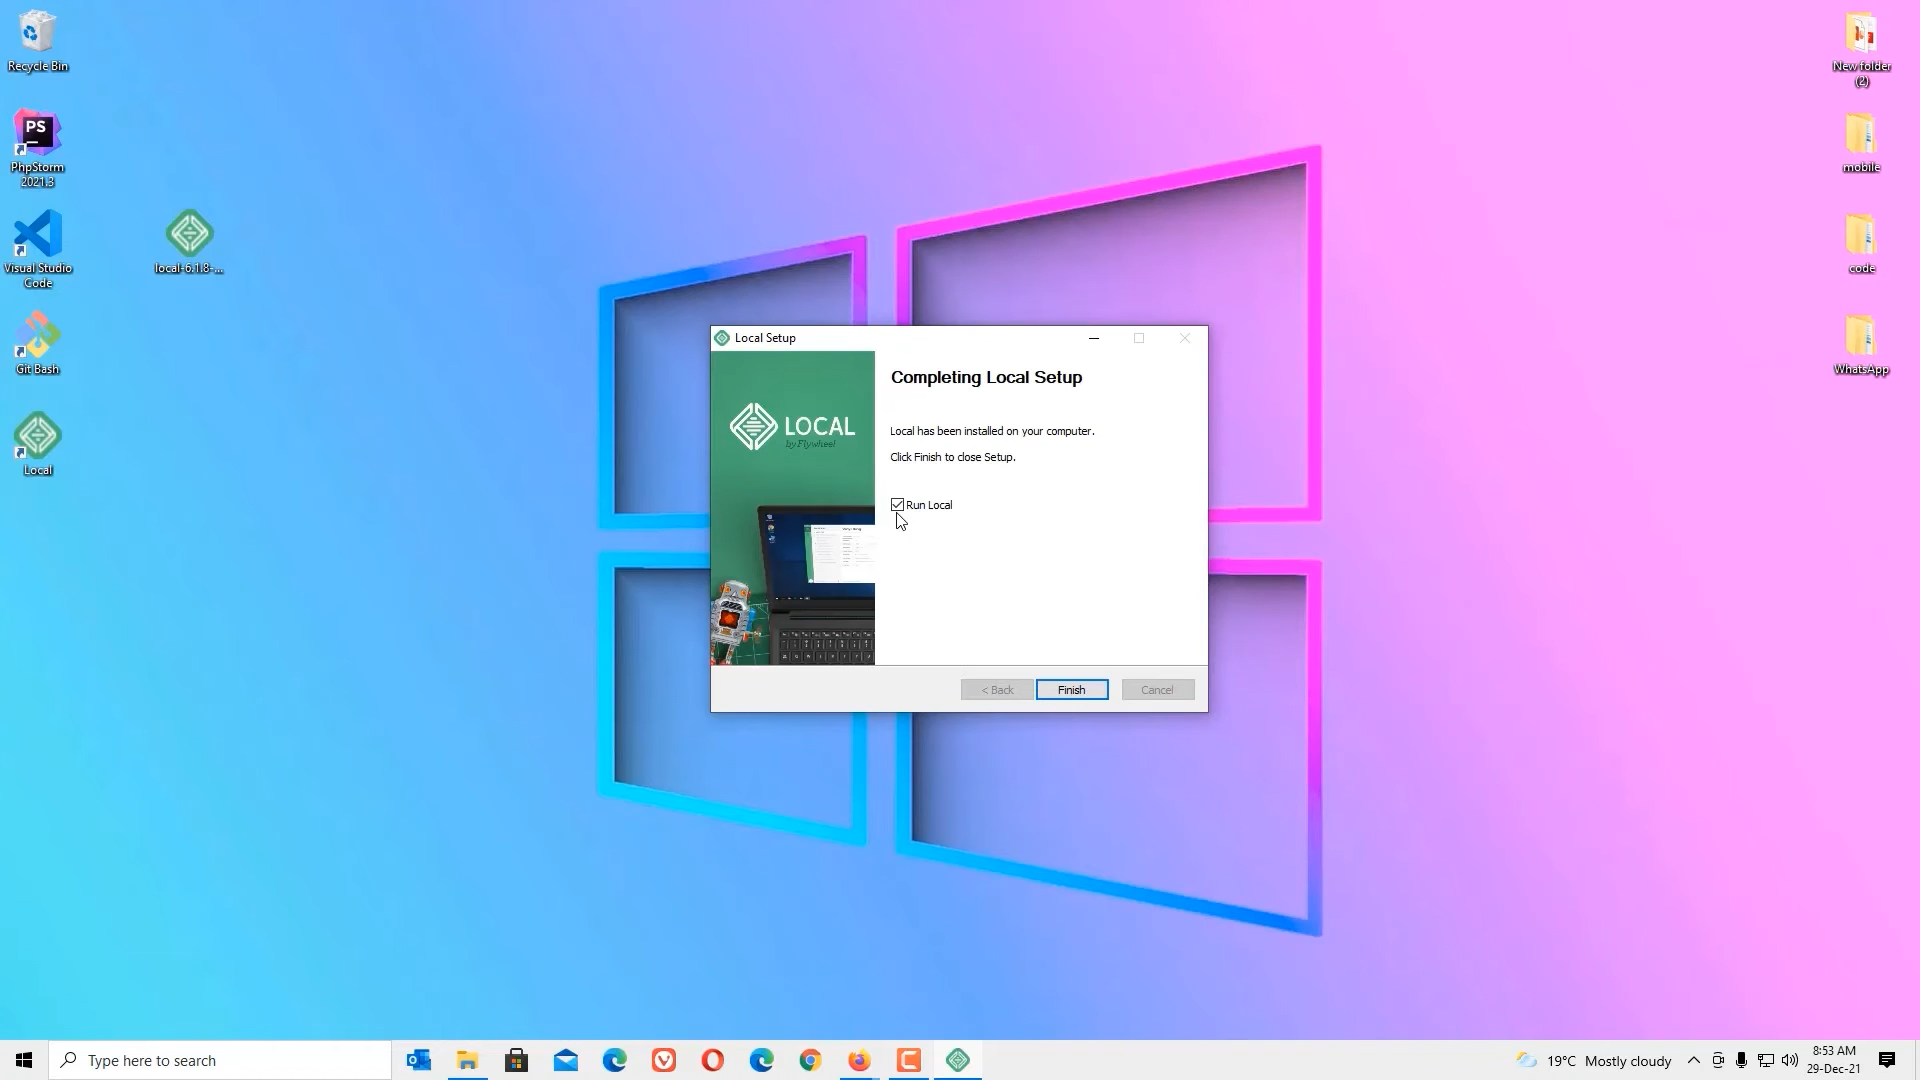 Recycle Bin
PS
PhpStorm
2021.3
Visual Studio
Code
Git Bash
Local
local-6.1.8-...
New folder
(2)
mobile
code
WhatsApp
Local Setup
LOCAL
by Flywheel
Completing Local Setup
Local has been installed on your computer.
Click Finish to close Setup.
Run Local
< Back
Finish
Cancel
Type here to search
19°C Mostly cloudy
8:53 AM
29-Dec-21